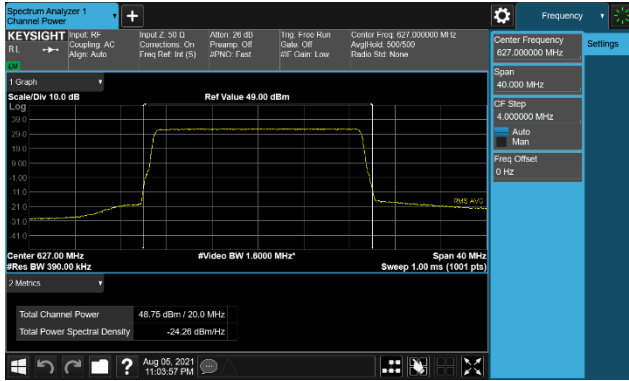 Spectrum Analyzer 1
Channel Power
Frequency
KEYSIGHT
R L
Input: RF
Coupling: AC
Align: Auto
Input Z: 50 Ω
Corrections: On
Freq Ref: Int (S)
Atten: 26 dB
Preamp: Off
#PNO: Fast
Trig: Free Run
Gate: Off
#IF Gain: Low
Center Freq: 627.000000 MHz
Avg|Hold: 500/500
Radio Std: None
1 Graph
Scale/Div 10.0 dB
Ref Value 49.00 dBm
Log
39.0
29.0
19.0
9.00
-1.00
-11.0
-21.0
-31.0
-41.0
RMS AVG
Center 627.00 MHz
#Video BW 1.6000 MHz*
Span 40 MHz
#Res BW 390.00 kHz
Sweep 1.00 ms (1001 pts)
2 Metrics
Total Channel Power 48.75 dBm / 20.0 MHz
Total Power Spectral Density -24.26 dBm/Hz
Aug 05, 2021
11:03:57 PM
?
Center Frequency
627.000000 MHz
Settings
Span
40.000 MHz
CF Step
4.000000 MHz
Auto
Man
Freq Offset
0 Hz